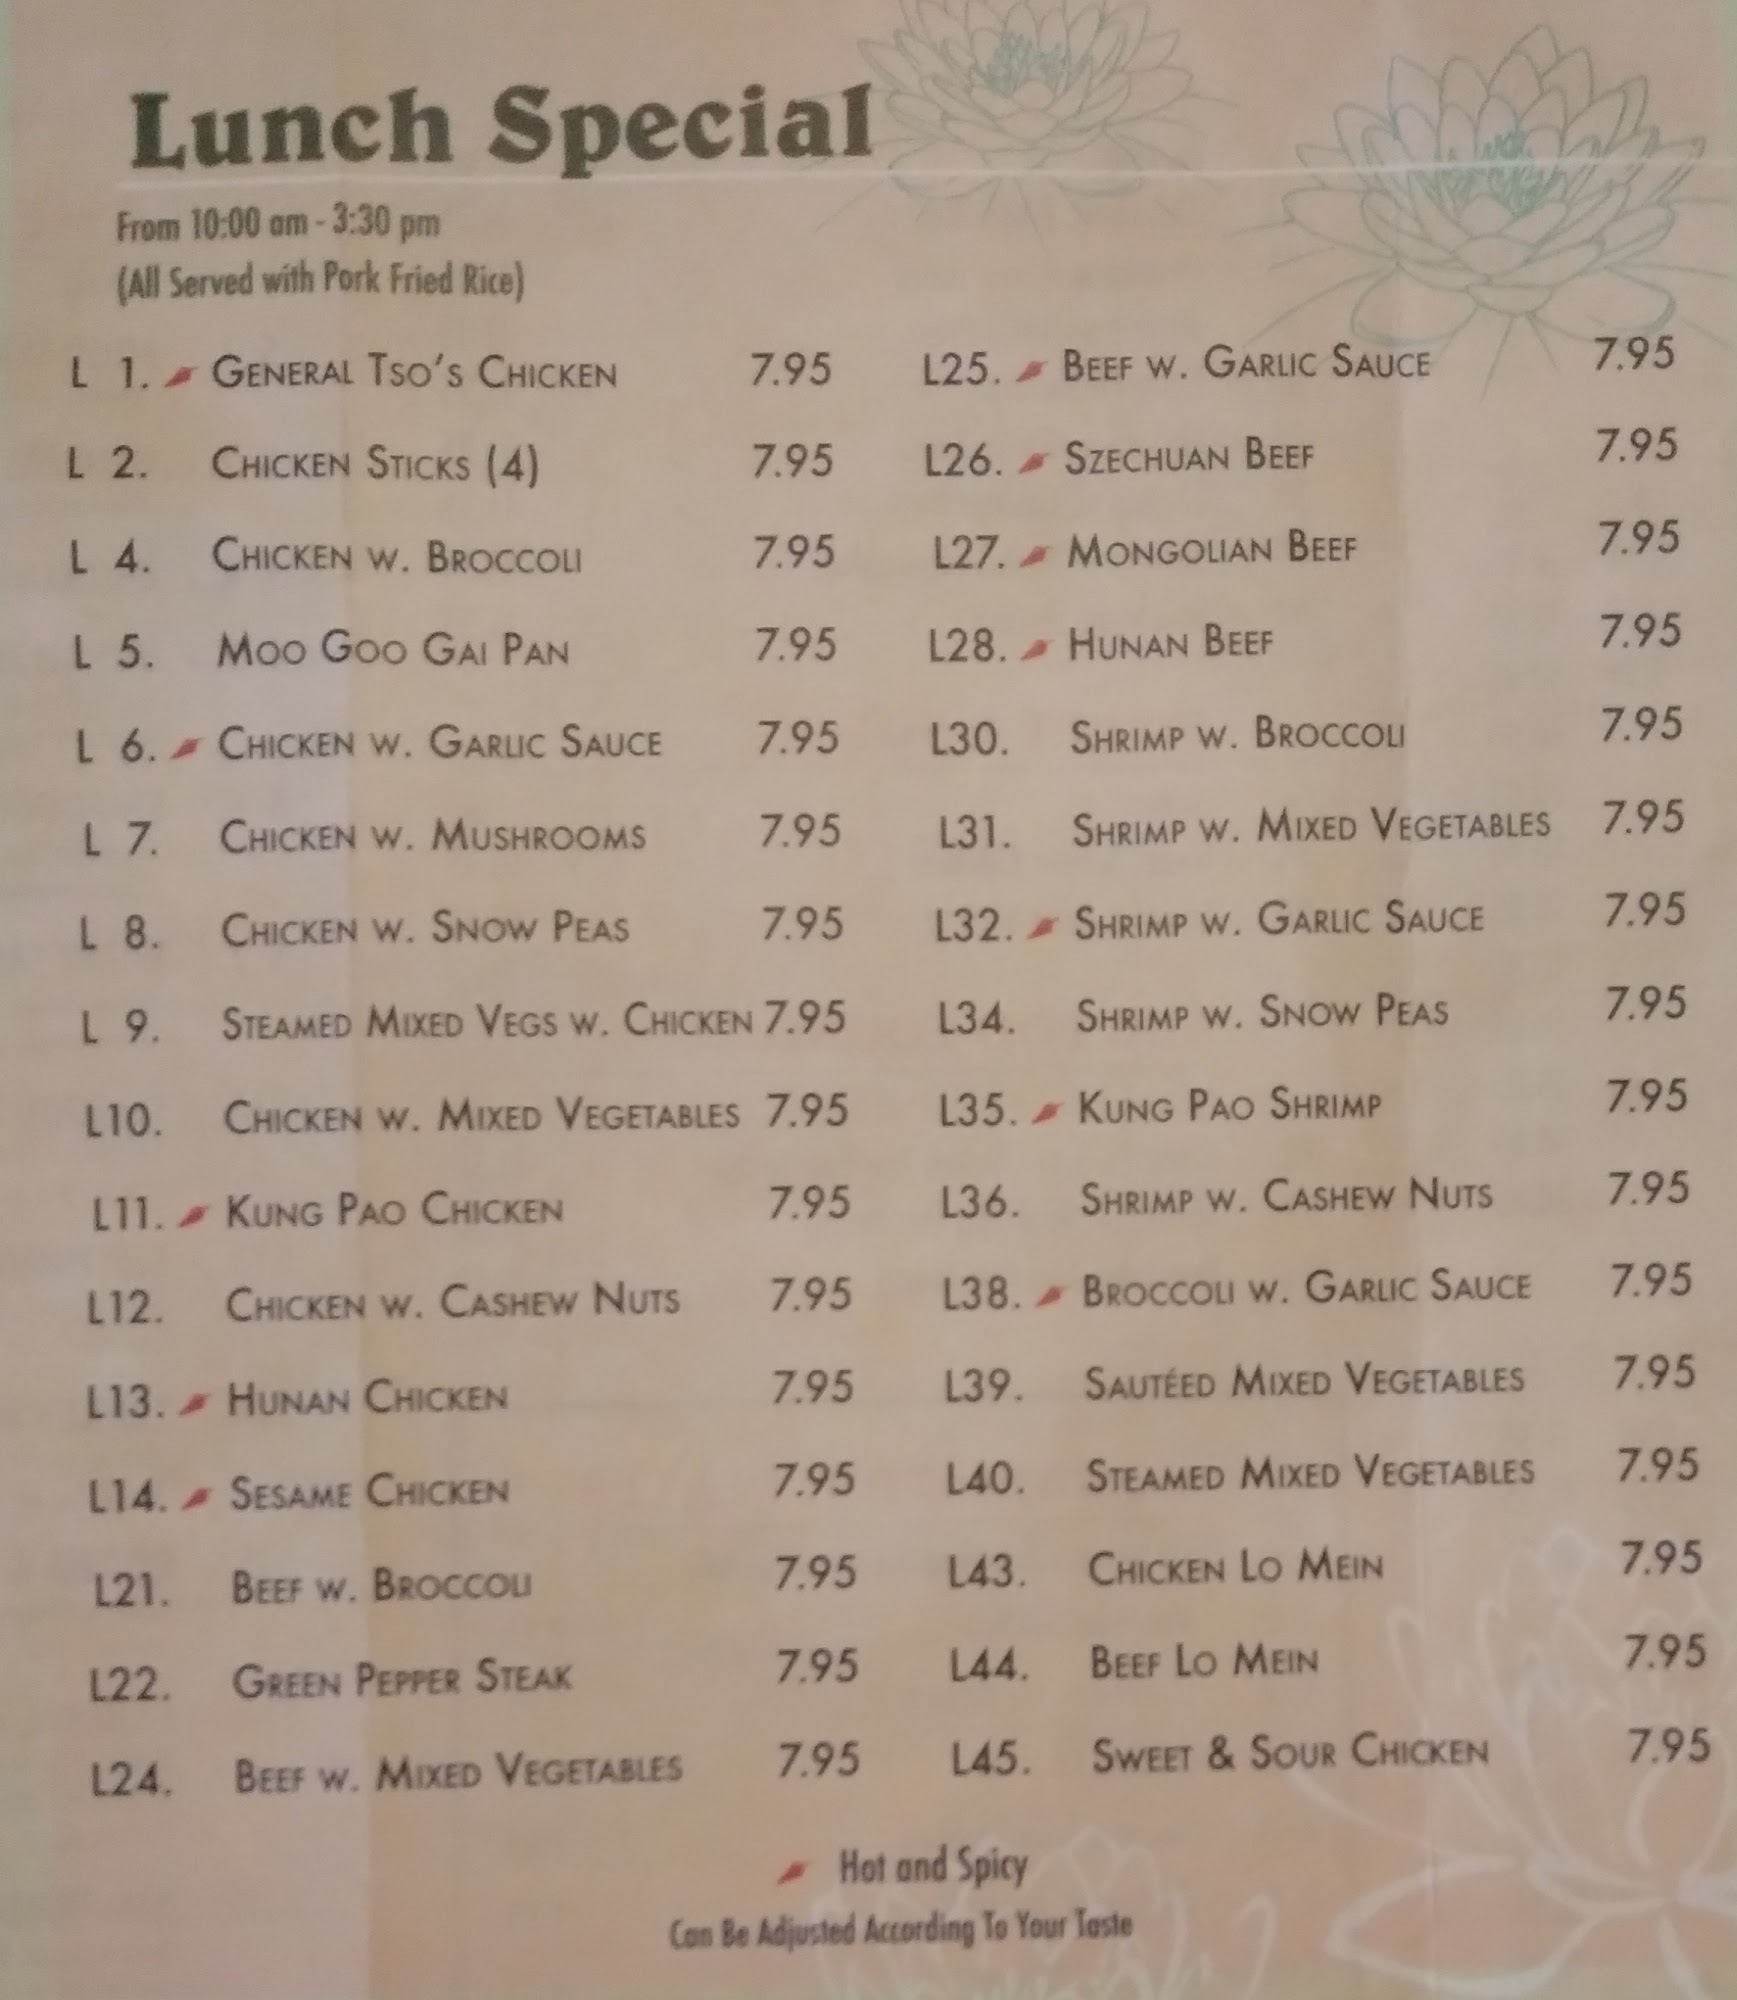 Lunch Special
From 10:00 am - 3:30 pm
(All Served with Pork Fried Rice)
L 1. General Tso's Chicken 7.95
L 2. Chicken Sticks (4) 7.95
L 4. Chicken w. Broccoli 7.95
L 5. Moo Goo Gai Pan 7.95
L 6. Chicken w. Garlic Sauce 7.95
L 7. Chicken w. Mushrooms 7.95
L 8. Chicken w. Snow Peas 7.95
L 9. Steamed Mixed Vegs w. Chicken 7.95
L10. Chicken w. Mixed Vegetables 7.95
L11. Kung Pao Chicken 7.95
L12. Chicken w. Cashew Nuts 7.95
L13. Hunan Chicken 7.95
L14. Sesame Chicken 7.95
L21. Beef w. Broccoli 7.95
L22. Green Pepper Steak 7.95
L24. Beef w. Mixed Vegetables 7.95
L25. Beef w. Garlic Sauce 7.95
L26. Szechuan Beef 7.95
L27. Mongolian Beef 7.95
L28. Hunan Beef 7.95
L30. Shrimp w. Broccoli 7.95
L31. Shrimp w. Mixed Vegetables 7.95
L32. Shrimp w. Garlic Sauce 7.95
L34. Shrimp w. Snow Peas 7.95
L35. Kung Pao Shrimp 7.95
L36. Shrimp w. Cashew Nuts 7.95
L38. Broccoli w. Garlic Sauce 7.95
L39. Sautéed Mixed Vegetables 7.95
L40. Steamed Mixed Vegetables 7.95
L43. Chicken Lo Mein 7.95
L44. Beef Lo Mein 7.95
L45. Sweet & Sour Chicken 7.95
Hot and Spicy
Can Be Adjusted According To Your Taste